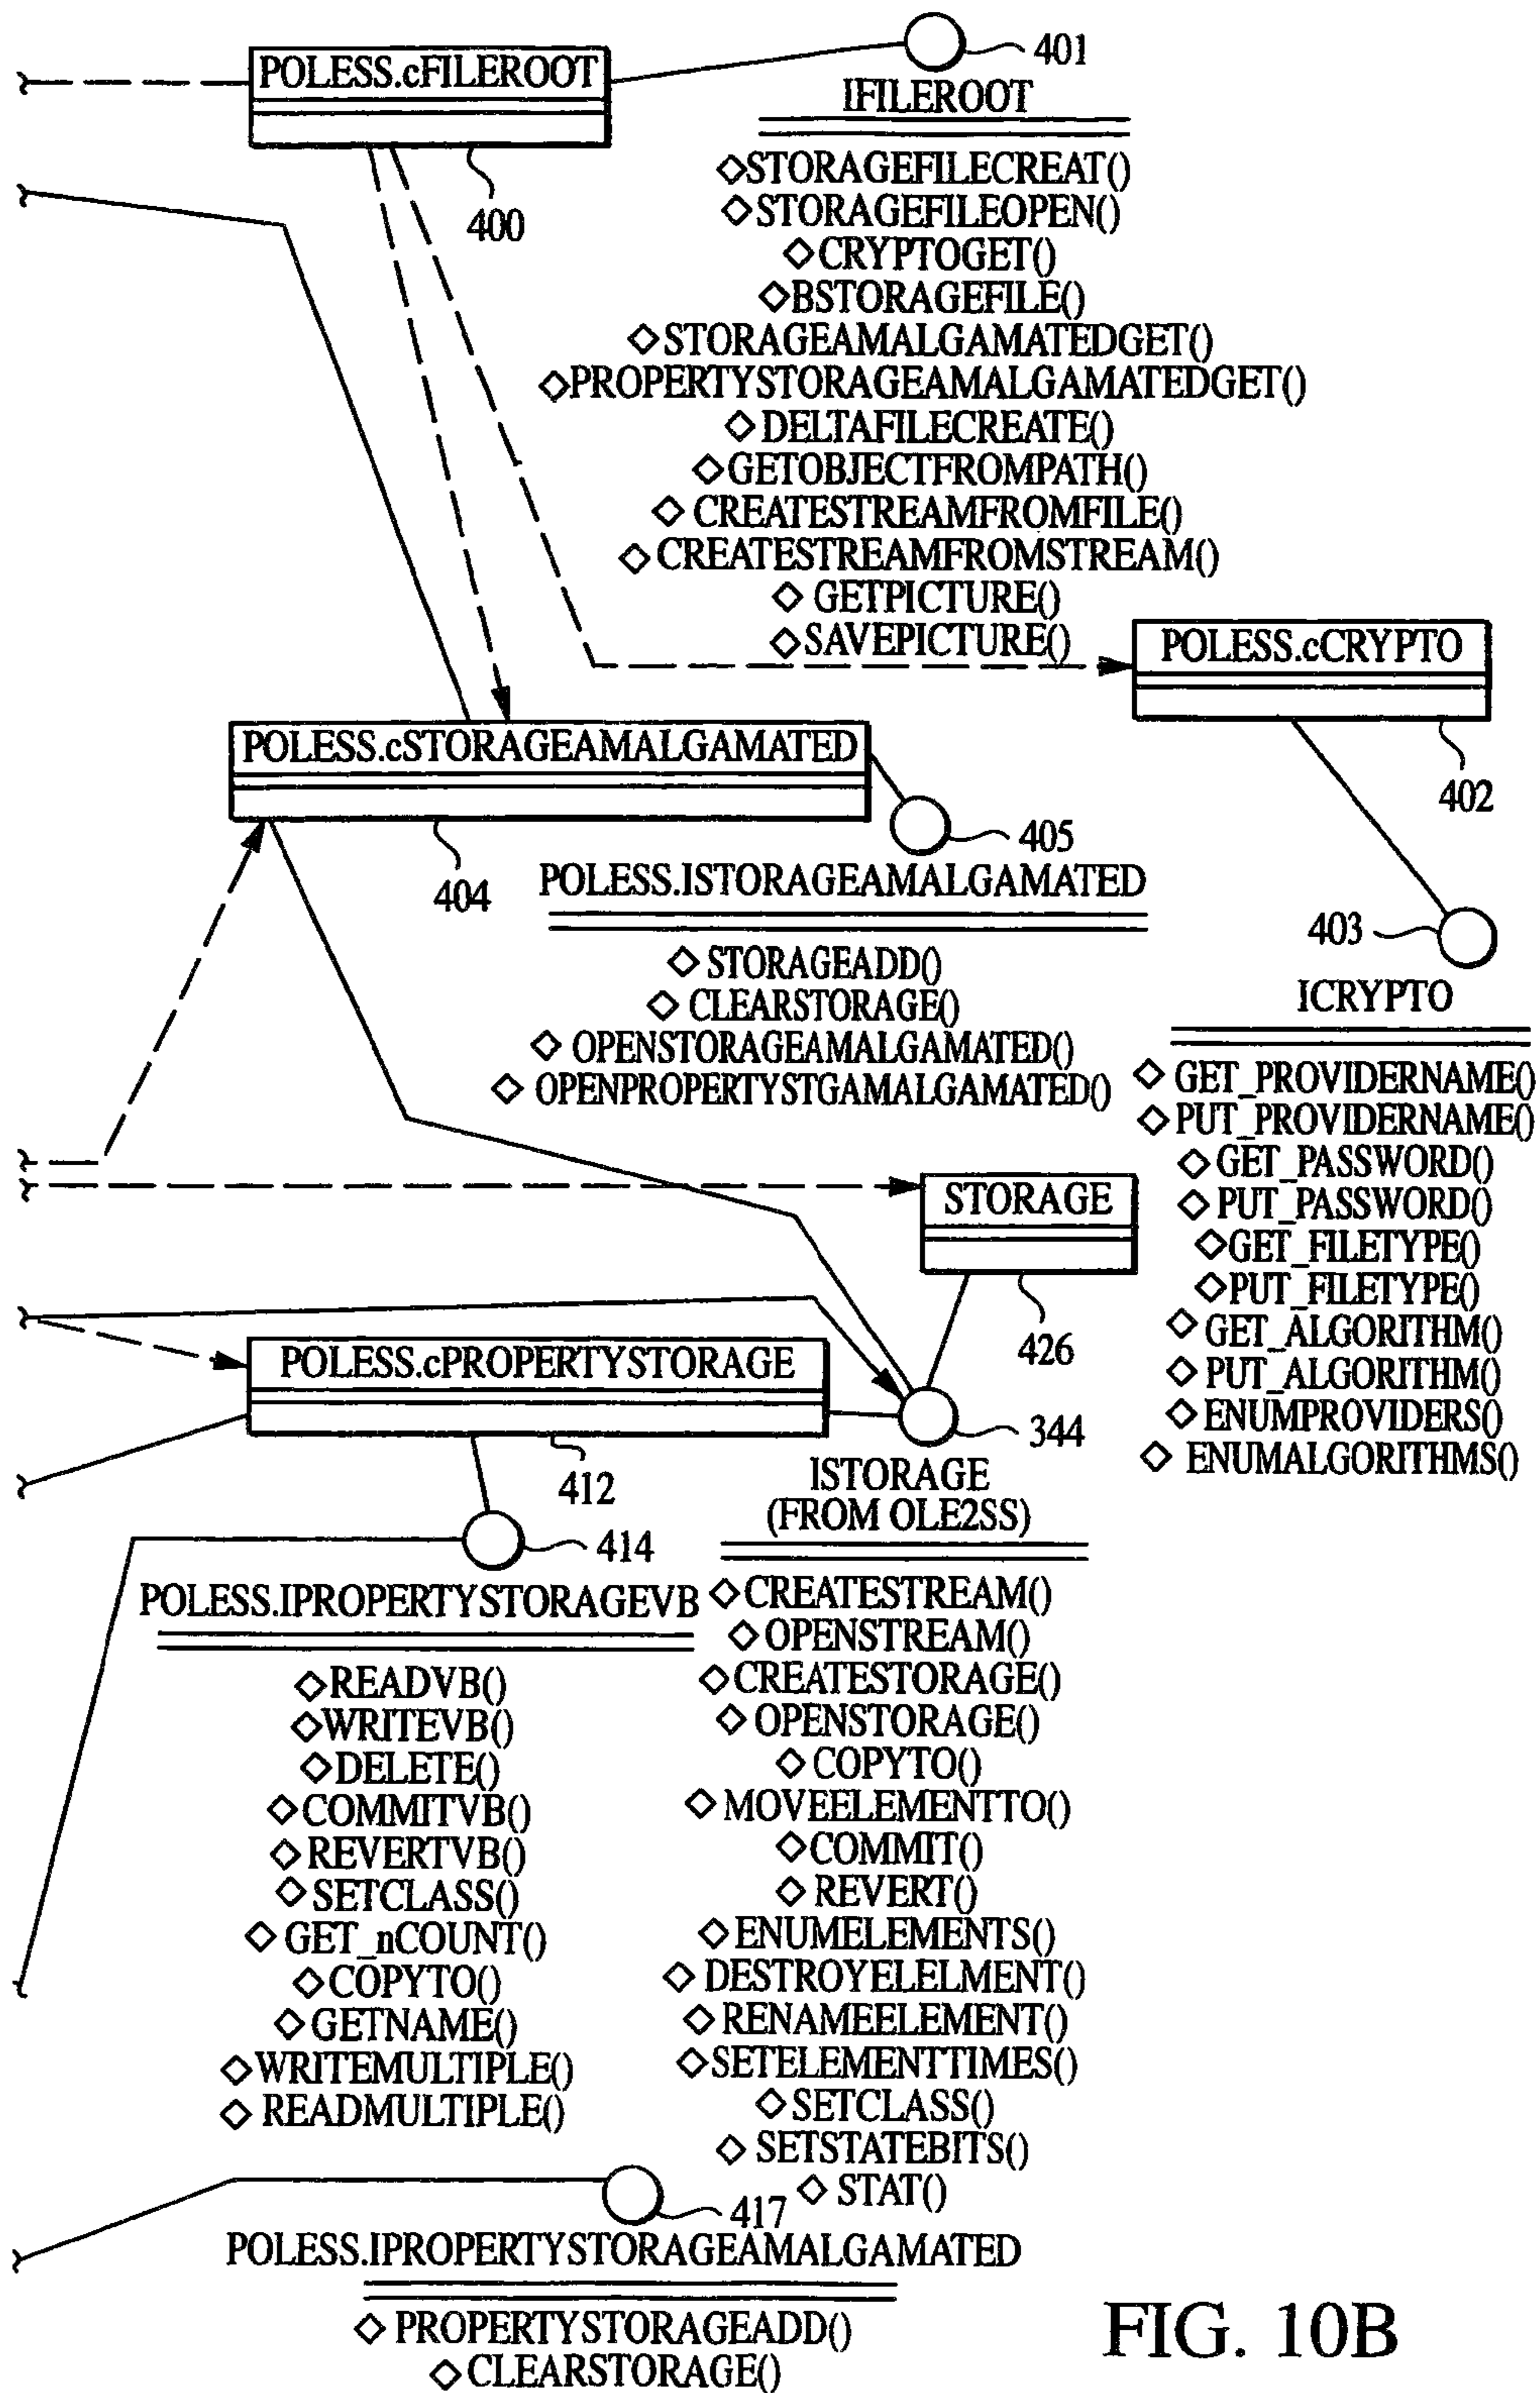 POLESS.cFILEROOT
400
401
IFILEROOT
◇STORAGEFILECREAT()
◇STORAGEFILEOPEN()
◇CRYPTOGET()
◇BSTORAGEFILE()
◇STORAGEAMALGAMATEDGET()
◇PROPERTYSTORAGEAMALGAMATEDGET()
◇DELTAFILECREATE()
◇GETOBJECTFROMPATH()
◇CREATESTREAMFROMFILE()
◇CREATESTREAMFROMSTREAM()
◇GETPICTURE()
◇SAVEPICTURE()
POLESS.cCRYPTO
402
403
ICRYPTO
◇GET_PROVIDERNAME()
◇PUT_PROVIDERNAME()
◇GET_PASSWORD()
◇PUT_PASSWORD()
◇GET_FILETYPE()
◇PUT_FILETYPE()
◇GET_ALGORITHM()
◇PUT_ALGORITHM()
◇ENUMPROVIDERS()
◇ENUMALGORITHMS()
POLESS.cSTORAGEAMALGAMATED
404
405
POLESS.ISTORAGEAMALGAMATED
◇STORAGEADD()
◇CLEARSTORAGE()
◇OPENSTORAGEAMALGAMATED()
◇OPENPROPERTYSTGAMALGAMATED()
STORAGE
426
POLESS.cPROPERTYSTORAGE
412
414
POLESS.IPROPERTYSTORAGEVB
◇READVB()
◇WRITEVB()
◇DELETE()
◇COMMITVB()
◇REVERTVB()
◇SETCLASS()
◇GET_nCOUNT()
◇COPYTO()
◇GETNAME()
◇WRITEMULTIPLE()
◇READMULTIPLE()
344
ISTORAGE
(FROM OLE2SS)
◇CREATESTREAM()
◇OPENSTREAM()
◇CREATESTORAGE()
◇OPENSTORAGE()
◇COPYTO()
◇MOVEELEMENTTO()
◇COMMIT()
◇REVERT()
◇ENUMELEMENTS()
◇DESTROYELELMENT()
◇RENAMEELEMENT()
◇SETELEMENTTIMES()
◇SETCLASS()
◇SETSTATEBITS()
◇STAT()
417
POLESS.IPROPERTYSTORAGEAMALGAMATED
◇PROPERTYSTORAGEADD()
◇CLEARSTORAGE()
FIG. 10B